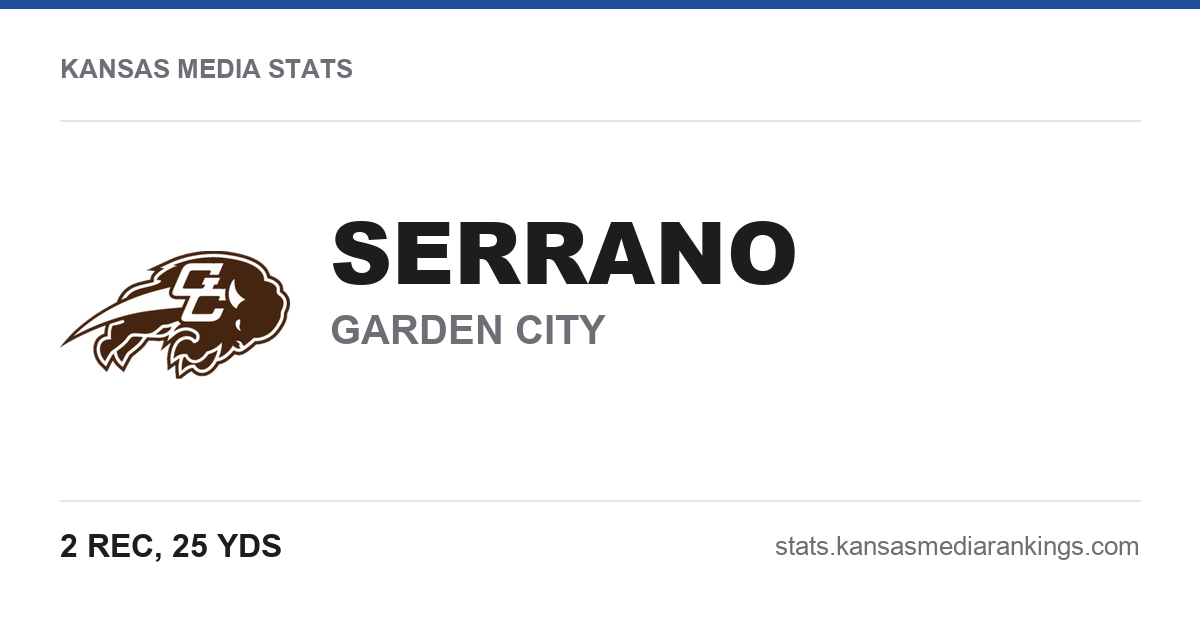 KANSAS MEDIA STATS
SERRANO
GC
GARDEN CITY
2 REC, 25 YDS
stats.kansasmediarankings.com